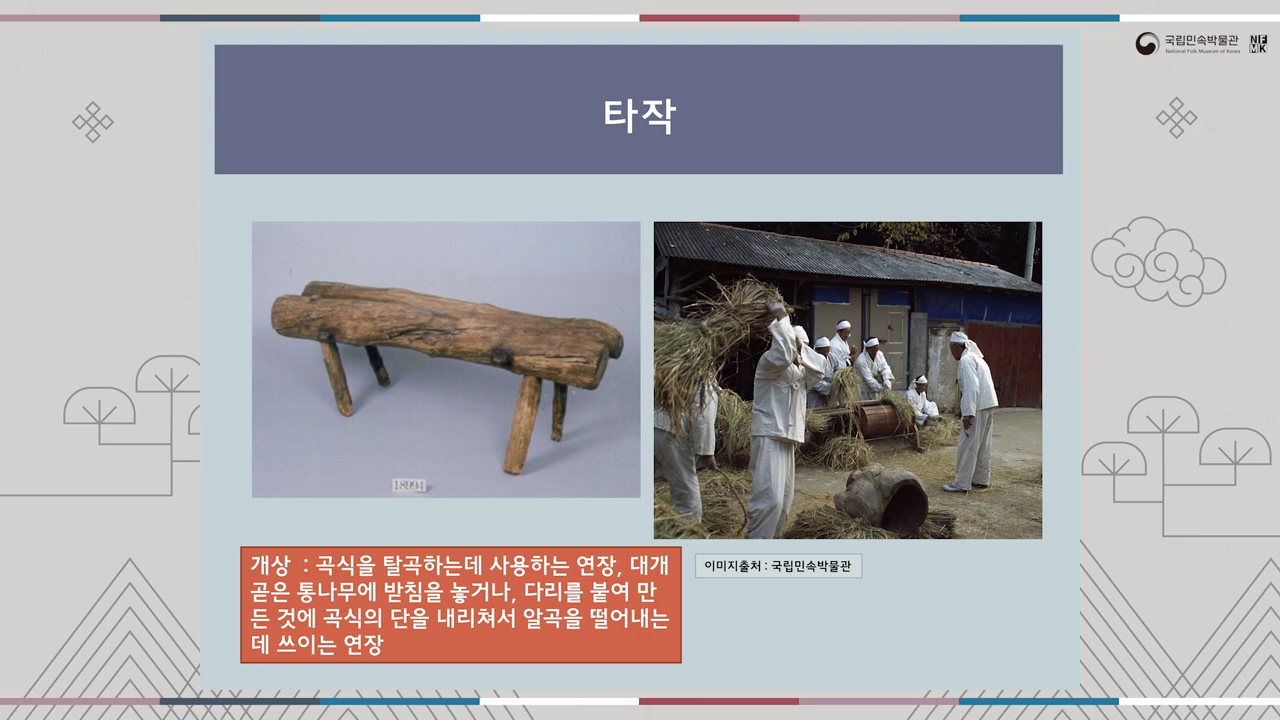 국립민속박물관
National Folk Museum of Korea
NF
MK
타작
18991
개상 : 곡식을 탈곡하는데 사용하는 연장, 대개
곧은 통나무에 받침을 놓거나, 다리를 붙여 만
든 것에 곡식의 단을 내리쳐서 알곡을 떨어내는
데 쓰이는 연장
이미지출처 : 국립민속박물관